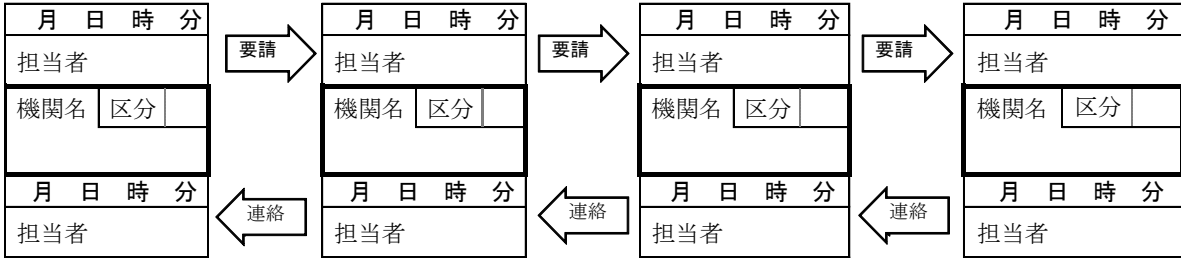 月 日 時 分
担当者
機関名 区分
月 日 時 分
担当者
要請
連絡
月 日 時 分
担当者
機関名 区分
月 日 時 分
担当者
要請
連絡
月 日 時 分
担当者
機関名 区分
月 日 時 分
担当者
要請
連絡
月 日 時 分
担当者
機関名 区分
月 日 時 分
担当者